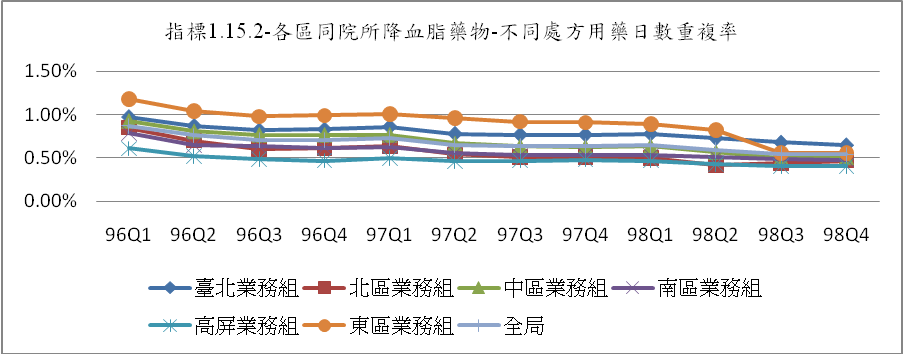 指標1.15.2-各區同院所降血脂藥物-不同處方用藥日數重複率
1.50%
1.00%
0.50%
0.00%
96Q1 96Q2 96Q3 96Q4 97Q1 97Q2 97Q3 97Q4 98Q1 98Q2 98Q3 98Q4
臺北業務組 北區業務組 中區業務組 南區業務組
高屏業務組 東區業務組 全局